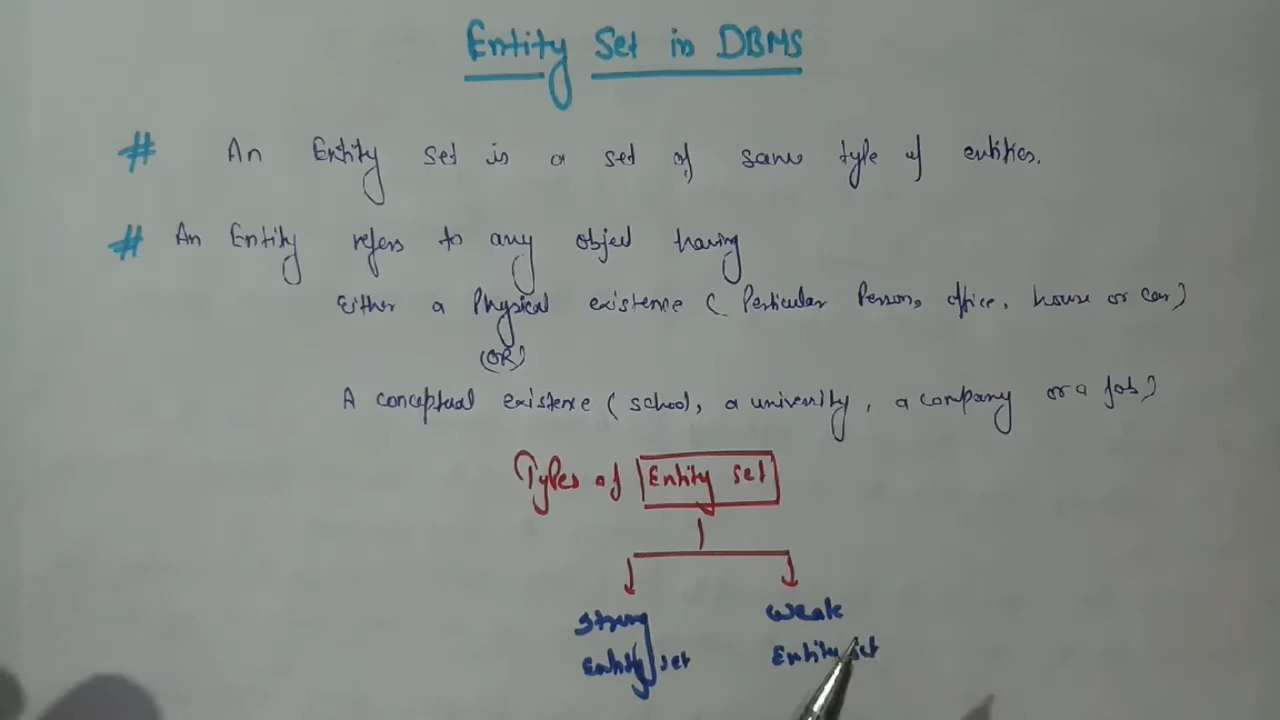 Entity Set in DBMS
# An Entity set is a set of same type of entities.
# An Entity refers to any object having
Either a Physical existence ( Perticular Person, office, house or car)
(OR)
A conceptual existence ( school, a university, a company or a job)
Types of Entity set
Strong Weak
Entity set Entity set